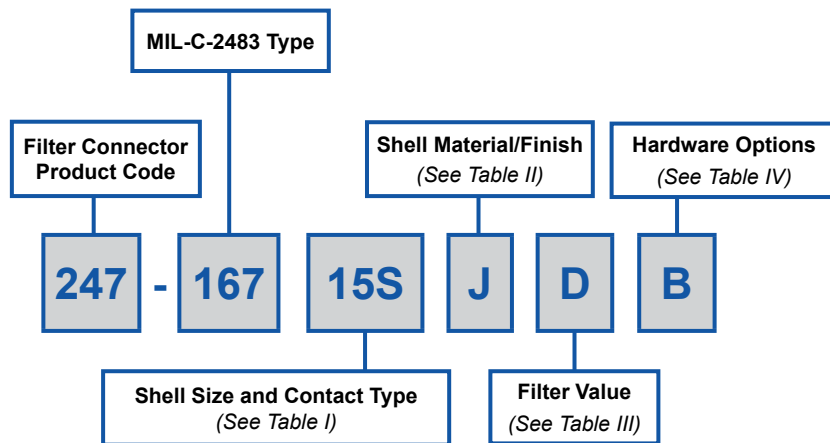 MIL-C-2483 Type
Filter Connector
Product Code
Shell Material/Finish
(See Table II)
Hardware Options
(See Table IV)
247 - 167 15S J D B
Shell Size and Contact Type
(See Table I)
Filter Value
(See Table III)